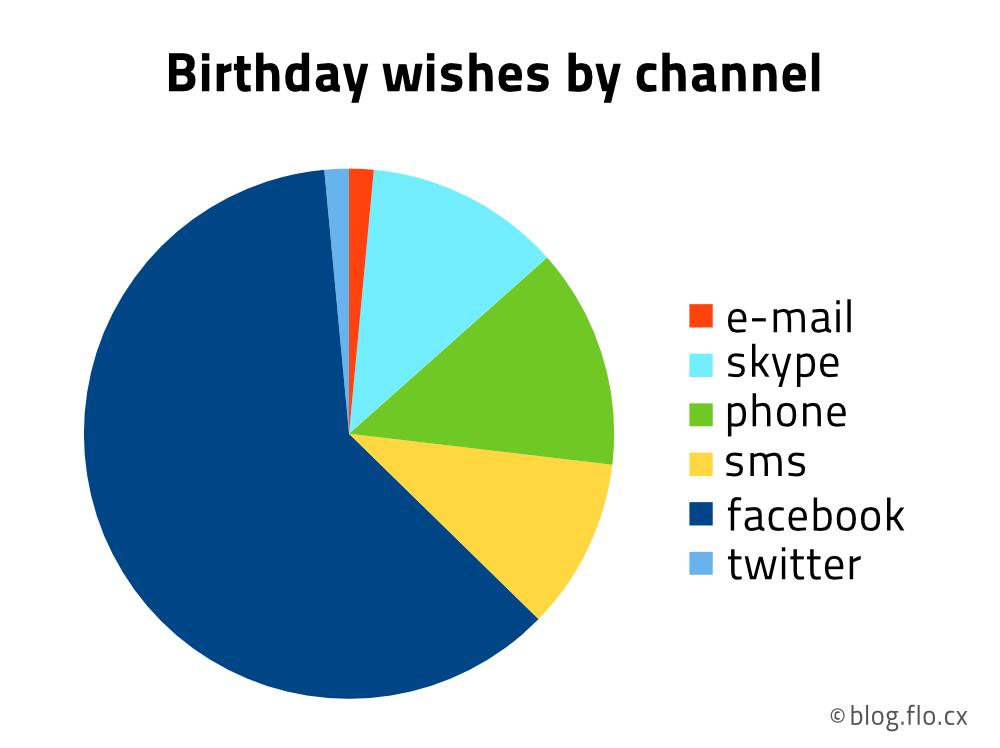 Birthday wishes by channel
e-mail
skype
phone
sms
facebook
twitter
© blog.flo.cx